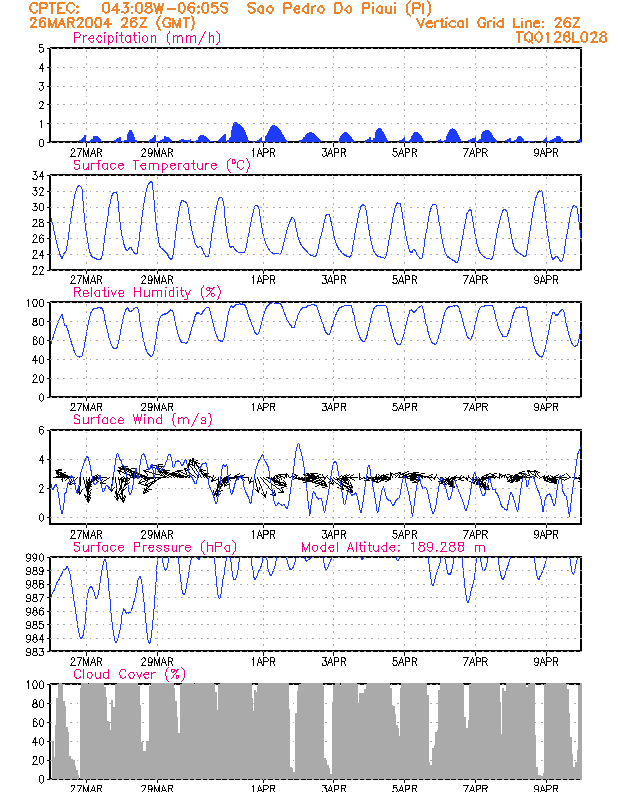 CPTEC: 043:08W-06:05S Sao Pedro Do Piaui (PI)
26MAR2004 26Z (GMT) Vertical Grid Line: 26Z
Precipitation (mm/h) TQ0126L028
5
4
3
2
1
0
27MAR 29MAR 1APR 3APR 5APR 7APR 9APR
Surface Temperature (ºC)
34
32
30
28
26
24
22
27MAR 29MAR 1APR 3APR 5APR 7APR 9APR
Relative Humidity (%)
100
80
60
40
20
0
27MAR 29MAR 1APR 3APR 5APR 7APR 9APR
Surface Wind (m/s)
6
4
2
0
27MAR 29MAR 1APR 3APR 5APR 7APR 9APR
Surface Pressure (hPa) Model Altitude: 189.288 m
990
989
988
987
986
985
984
983
27MAR 29MAR 1APR 3APR 5APR 7APR 9APR
Cloud Cover (%)
100
80
60
40
20
0
27MAR 29MAR 1APR 3APR 5APR 7APR 9APR